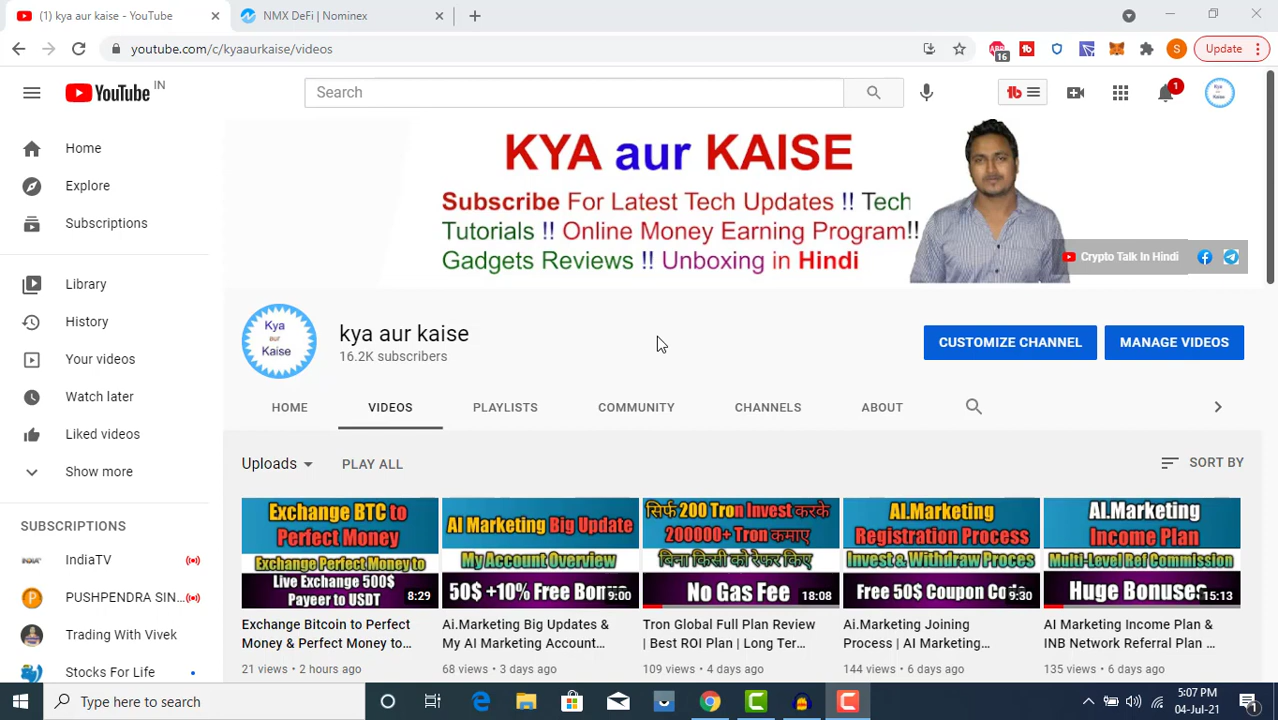 (1) kya aur kaise - YouTube
NMX DeFi | Nominex
youtube.com/c/kyaaurkaise/videos
16
S
Update
YouTube IN
Search
1
Kya
aur
Kaise
Home
Explore
Subscriptions
Library
History
Your videos
Watch later
Liked videos
Show more
SUBSCRIPTIONS
IndiaTV
PUSHPENDRA SIN...
Trading With Vivek
Stocks For Life
KYA aur KAISE
Subscribe For Latest Tech Updates !! Tech
Tutorials !! Online Money Earning Program!!
Gadgets Reviews !! Unboxing in Hindi
Crypto Talk In Hindi
Kya
aur
Kaise
kya aur kaise
16.2K subscribers
CUSTOMIZE CHANNEL
MANAGE VIDEOS
HOME
VIDEOS
PLAYLISTS
COMMUNITY
CHANNELS
ABOUT
Uploads
PLAY ALL
SORT BY
Exchange BTC to
Perfect Money
Exchange Perfect Money to
Live Exchange 500$
Payeer to USDT
8:29
Exchange Bitcoin to Perfect
Money & Perfect Money to...
21 views • 2 hours ago
AI Marketing Big Update
My Account Overview
50$ +10% Free Bon
9:00
Ai.Marketing Big Updates &
My AI Marketing Account...
68 views • 3 days ago
सिर्फ 200 Tron Invest करके
200000+ Tron कमाए
बिना किसी को रेफर किए
No Gas Fee
18:08
Tron Global Full Plan Review
| Best ROI Plan | Long Ter...
109 views • 4 days ago
AI.Marketing
Registration Process
Invest & Withdraw Proces
Free 50$ Coupon Co
9:30
Ai.Marketing Joining
Process | AI Marketing...
144 views • 6 days ago
AI.Marketing
Income Plan
Multi-Level Ref Commission
Huge Bonuses
15:13
AI Marketing Income Plan &
INB Network Referral Plan ...
135 views • 6 days ago
Type here to search
5:07 PM
04-Jul-21
1